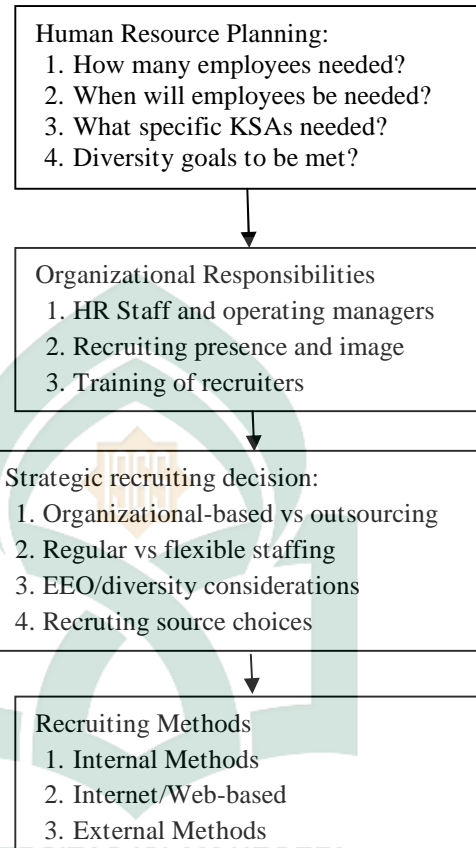 Human Resource Planning:
1. How many employees needed?
2. When will employees be needed?
3. What specific KSAs needed?
4. Diversity goals to be met?
Organizational Responsibilities
1. HR Staff and operating managers
2. Recruiting presence and image
3. Training of recruiters
Strategic recruiting decision:
1. Organizational-based vs outsourcing
2. Regular vs flexible staffing
3. EEO/diversity considerations
4. Recruting source choices
Recruiting Methods
1. Internal Methods
2. Internet/Web-based
3. External Methods